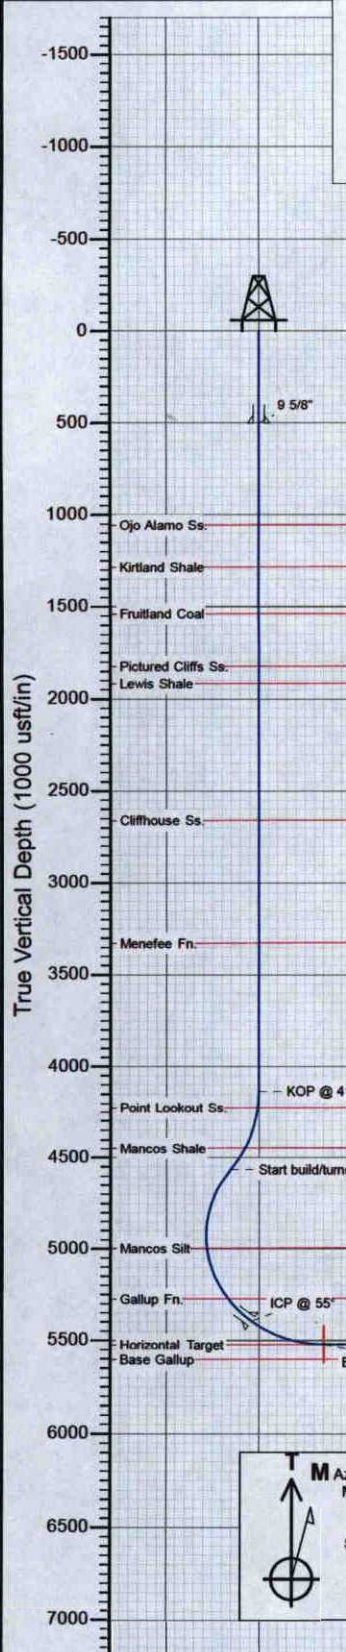 -1500
-1000
-500
0
9 5/8"
500
1000
Ojo Alamo Ss.
Kirtland Shale
1500
Fruitland Coal
Pictured Cliffs Ss.
Lewis Shale
2000
True Vertical Depth (1000 usft/in)
2500
Cliffhouse Ss.
3000
Menefee Fn.
3500
4000
KOP @ 4
Point Lookout Ss.
Mancos Shale
4500
Start build/turn
5000
Mancos Silt
Gallup Fn.
ICP @ 55°
5500
Horizontal Target
Base Gallup
6000
T
M
6500
7000